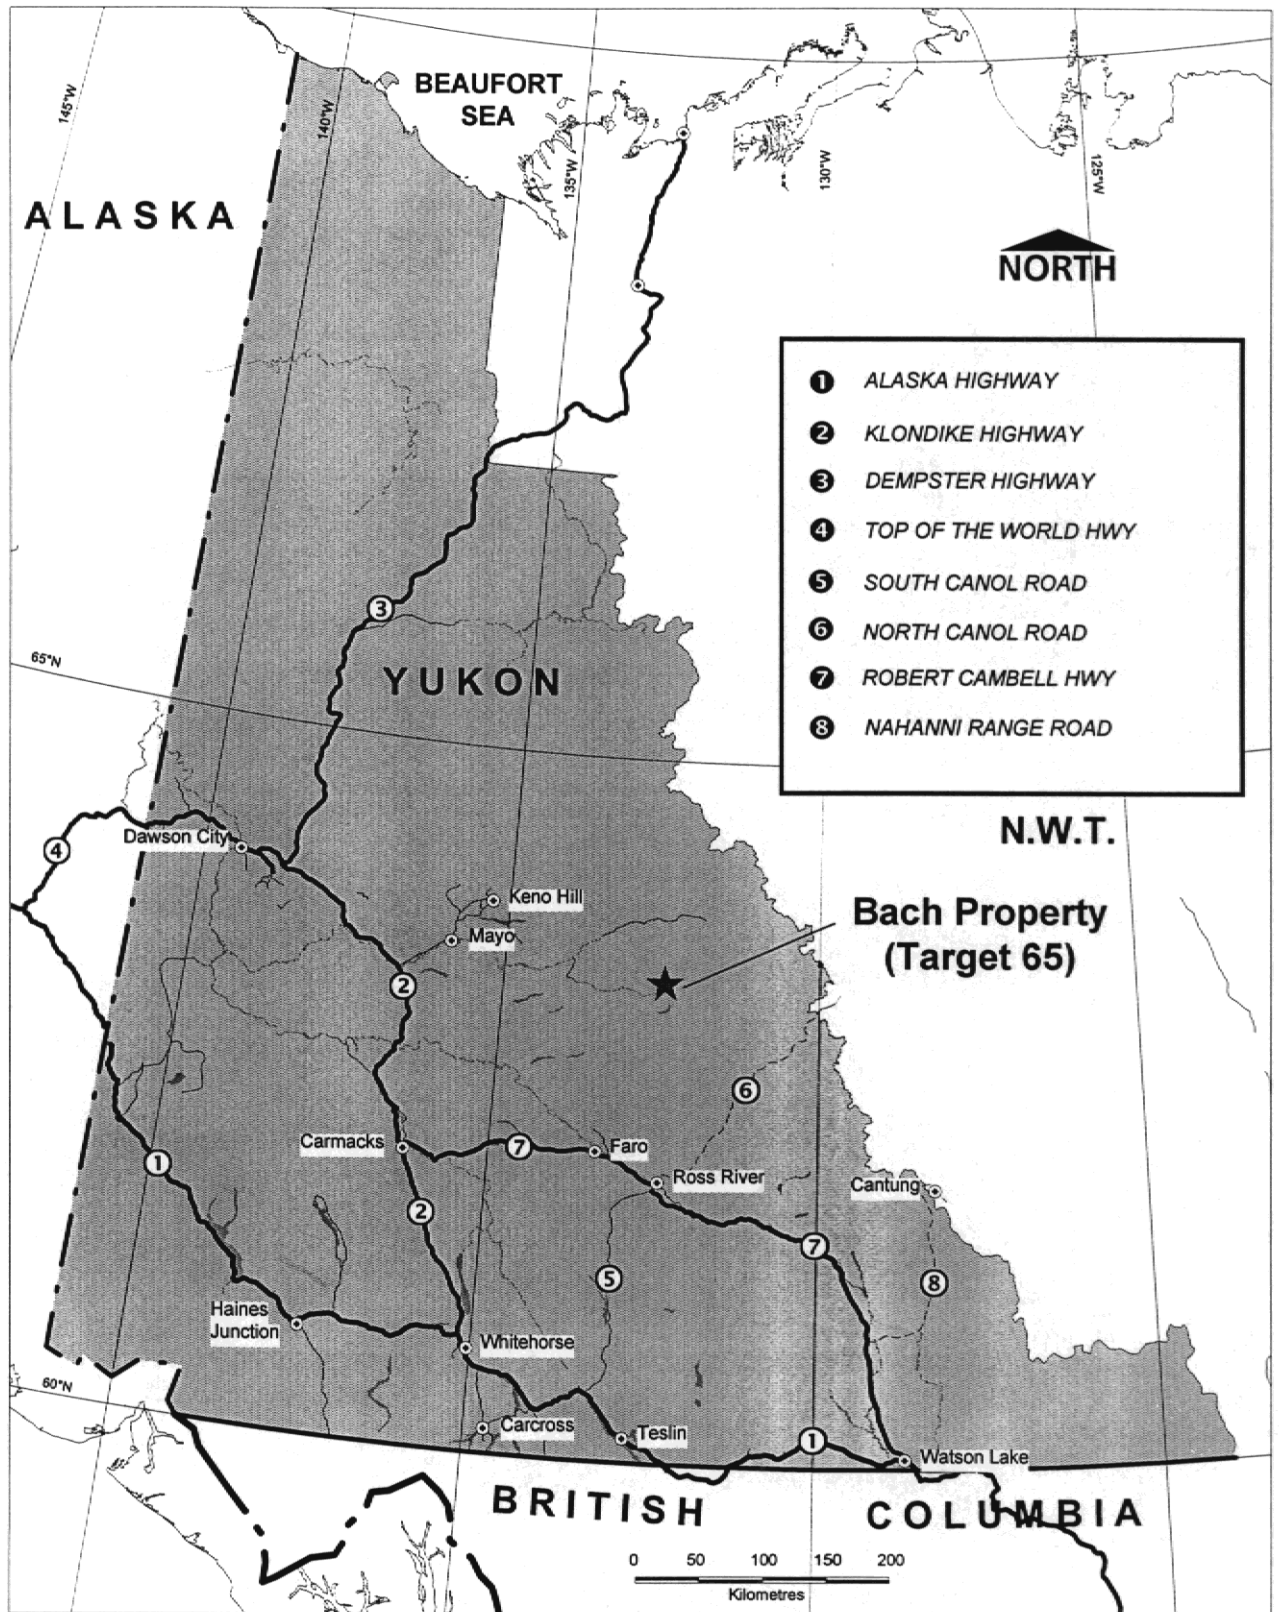 BEAUFORT
SEA
145°W
140°W
135°W
130°W
125°W
ALASKA
NORTH
1 ALASKA HIGHWAY
2 KLONDIKE HIGHWAY
3 DEMPSTER HIGHWAY
4 TOP OF THE WORLD HWY
5 SOUTH CANOL ROAD
6 NORTH CANOL ROAD
7 ROBERT CAMBELL HWY
8 NAHANNI RANGE ROAD
3
65°N
YUKON
N.W.T.
Dawson City
4
Keno Hill
Bach Property
(Target 65)
Mayo
2
6
Carmacks
7
Faro
1
Ross River
Cantung
2
7
5
8
Haines
Junction
Whitehorse
60°N
Carcross
Teslin
1
Watson Lake
BRITISH COLUMBIA
0 50 100 150 200
Kilometres